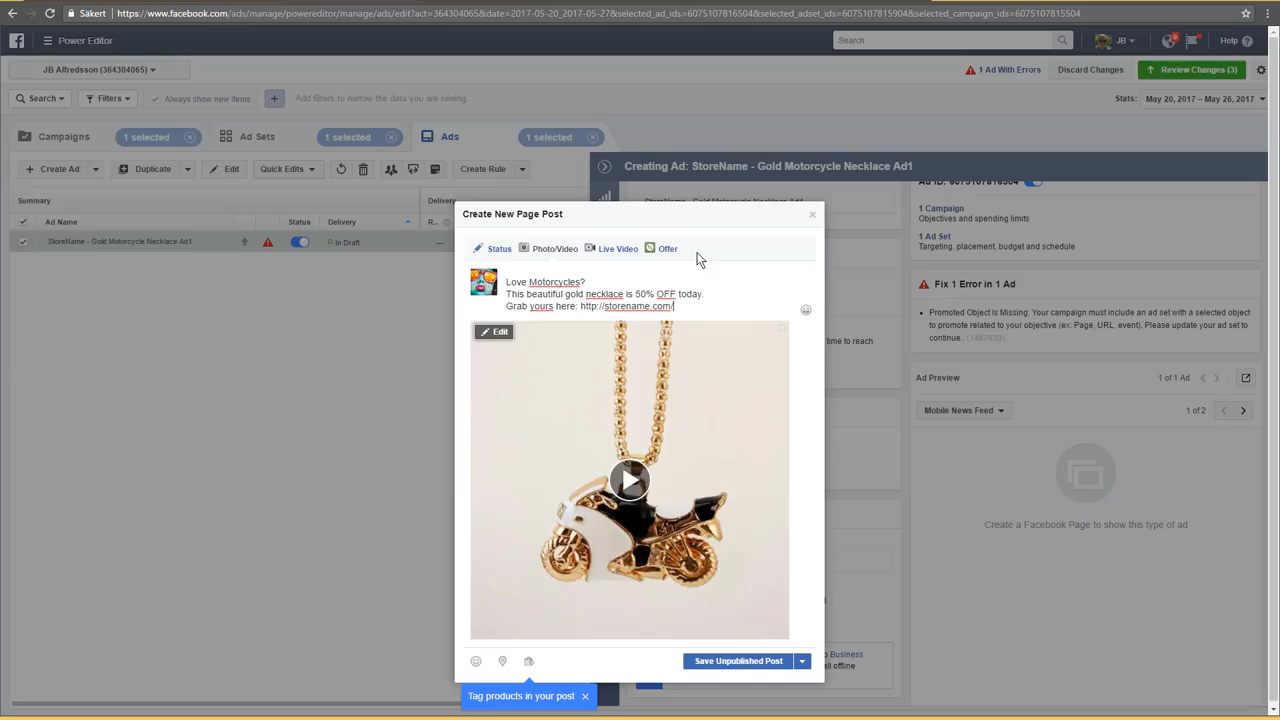 Säkert
https://www.facebook.com/ads/manage/powereditor/manage/ads/edit?act=364304065&date=2017-05-20_2017-05-27&selected_ad_ids=6075107816504&selected_adset_ids=6075107815904&selected_campaign_ids=6075107815504
Power Editor
Search
JB
Help
JB Alfredsson (364304065)
1 Ad With Errors
Discard Changes
Review Changes (3)
Search
Filters
Always show new items
+
Add filters to narrow the data you are seeing.
Stats:
May 20, 2017 – May 26, 2017
Campaigns
1 selected
Ad Sets
1 selected
Ads
1 selected
Create Ad
Duplicate
Edit
Quick Edits
Create Rule
Creating Ad: StoreName - Gold Motorcycle Necklace Ad1
Summary
Delivery
Ad Name
Status
Delivery
StoreName - Gold Motorcycle Necklace Ad1
In Draft
Create New Page Post
Status
Photo/Video
Live Video
Offer
Love Motorcycles?
This beautiful gold necklace is 50% OFF today.
Grab yours here: http://storename.com/
Edit
Save Unpublished Post
Tag products in your post
time to reach
Business
all offline
Ad ID: 6075107816504
1 Campaign
Objectives and spending limits
1 Ad Set
Targeting, placement, budget and schedule
Fix 1 Error in 1 Ad
• Promoted Object Is Missing: Your campaign must include an ad set with a selected object
to promote related to your objective (ex: Page, URL, event). Please update your ad set to
continue.. (#1487930)
Ad Preview
1 of 1 Ad
Mobile News Feed
1 of 2
Create a Facebook Page to show this type of ad